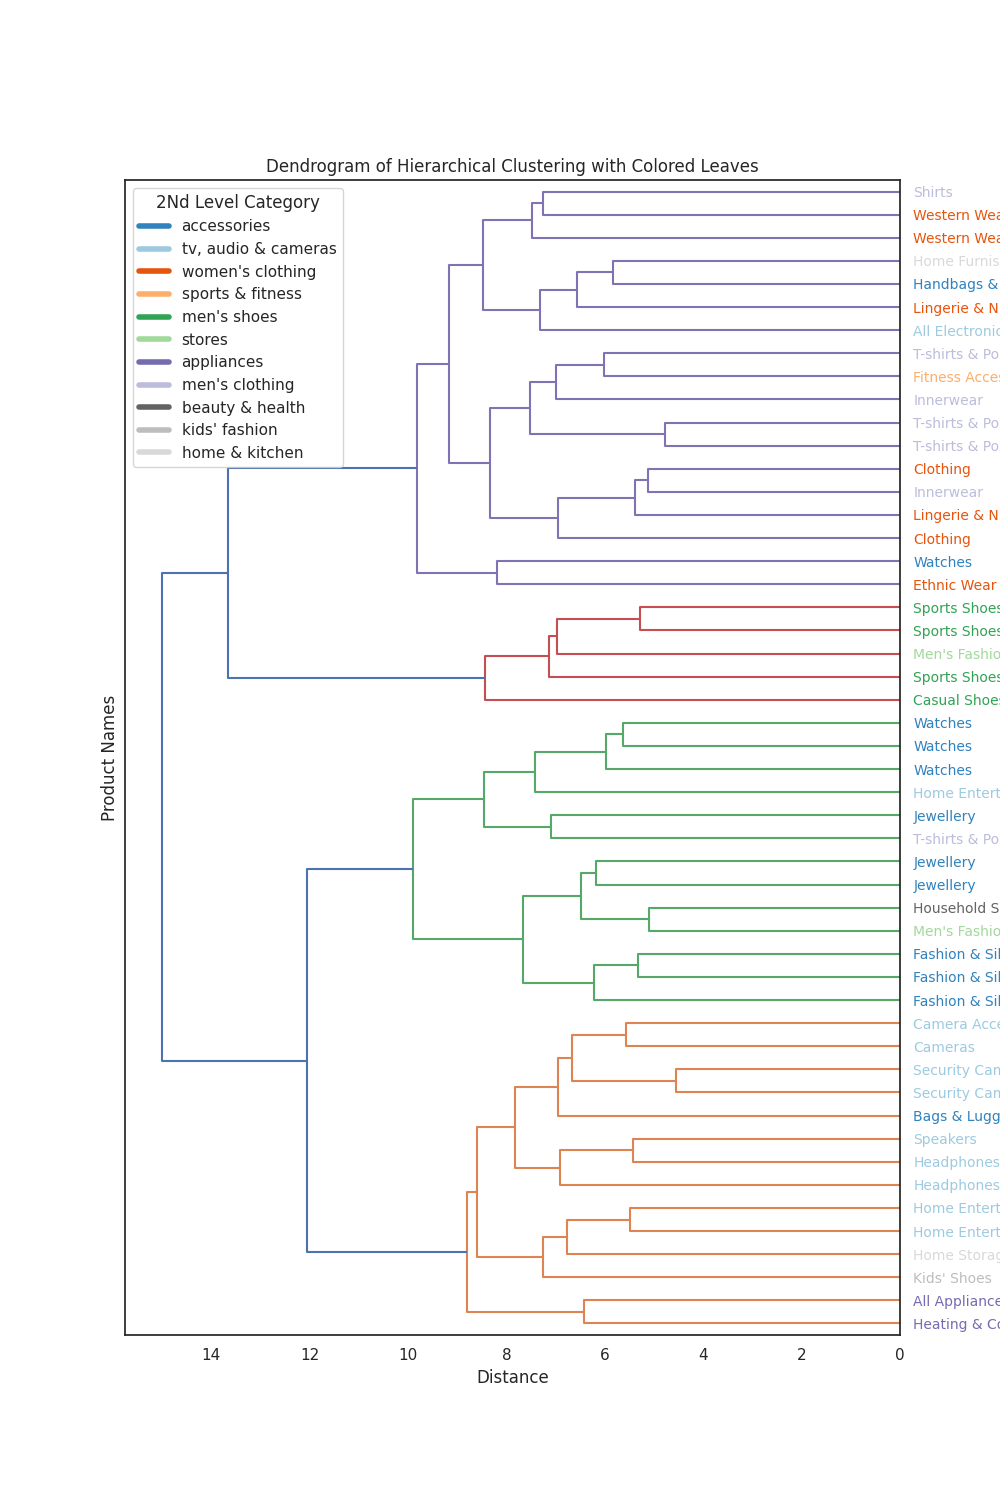 Dendrogram of Hierarchical Clustering with Colored Leaves
2Nd Level Category
accessories
tv, audio & cameras
women's clothing
sports & fitness
men's shoes
stores
appliances
men's clothing
beauty & health
kids' fashion
home & kitchen
Shirts
Western Wea
Western Wea
Home Furnis
Handbags &
Lingerie & N
All Electronic
T-shirts & Po
Fitness Acces
Innerwear
T-shirts & Po
T-shirts & Po
Clothing
Innerwear
Lingerie & N
Clothing
Watches
Ethnic Wear
Sports Shoes
Sports Shoes
Men's Fashio
Sports Shoes
Casual Shoes
Watches
Watches
Watches
Home Entert
Jewellery
T-shirts & Po
Jewellery
Jewellery
Household S
Men's Fashio
Fashion & Sil
Fashion & Sil
Fashion & Sil
Camera Acce
Cameras
Security Cam
Security Cam
Bags & Lugg
Speakers
Headphones
Headphones
Home Entert
Home Entert
Home Storag
Kids' Shoes
All Appliance
Heating & Co
Product Names
14 12 10 8 6 4 2 0
Distance